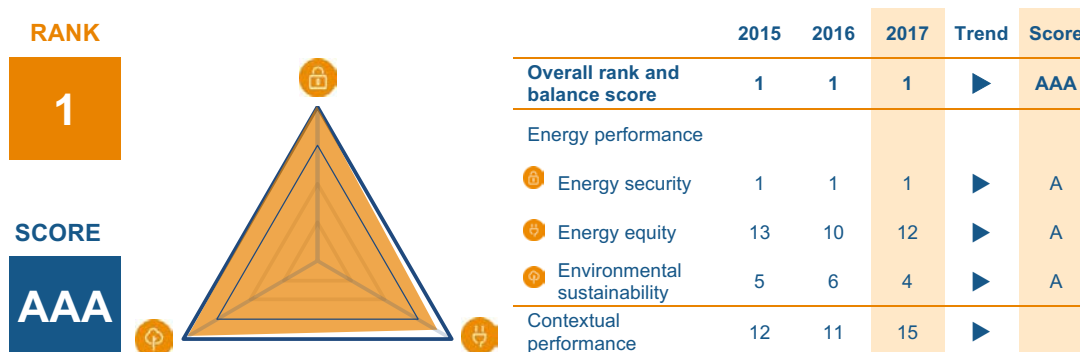 RANK
1
SCORE
AAA
2015 2016 2017 Trend Score
Overall rank and
balance score 1 1 1 ▶ AAA
Energy performance
Energy security 1 1 1 ▶ A
Energy equity 13 10 12 ▶ A
Environmental
sustainability 5 6 4 ▶ A
Contextual
performance 12 11 15 ▶